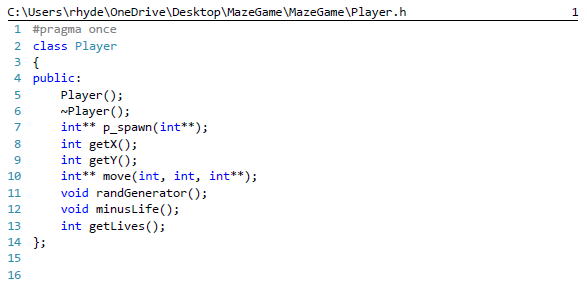 C:\Users\rhyde\OneDrive\Desktop\MazeGame\MazeGame\Player.h 1
1 #pragma once
2 class Player
3 {
4 public:
5     Player();
6     ~Player();
7     int** p_spawn(int**);
8     int getX();
9     int getY();
10     int** move(int, int, int**);
11     void randGenerator();
12     void minusLife();
13     int getLives();
14 };
15
16